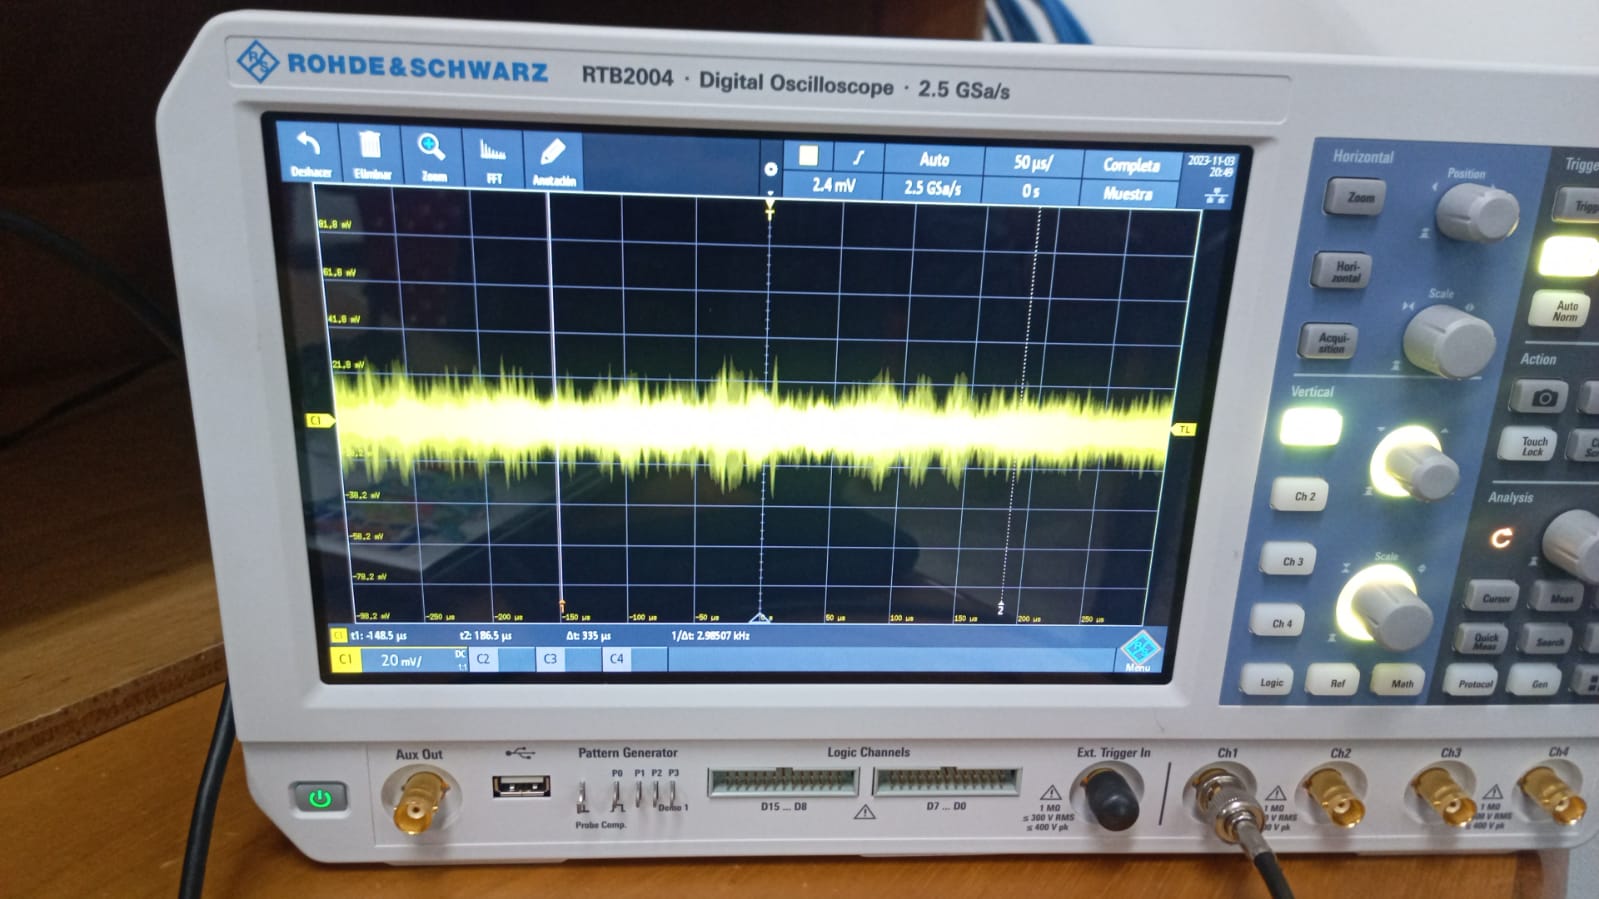 ROHDE&SCHWARZ RTB2004 · Digital Oscilloscope · 2.5 GSa/s
Deshacer Eliminar Zoom FFT Anotación
Auto 50 µs/ Completa 2023-11-03
20:49
2.4 mV 2.5 GSa/s 0 s Muestra
T
81,8 mV
61,8 mV
41,8 mV
21,8 mV
C1 TL
-38,2 mV
-58,2 mV
-78,2 mV
-98,2 mV -250 µs -200 µs -150 µs -100 µs -50 µs 50 µs 100 µs 150 µs 200 µs 250 µs
1 2
C1 t1: -148.5 µs t2: 186.5 µs Δt: 335 µs 1/Δt: 2.98507 kHz
C1 20 mV/ DC
1:1
C2 C3 C4 Menu
Horizontal
Position
Zoom
Hori-
zontal
Scale
Acqui-
sition
Vertical
Ch 2
Ch 3
Scale
Ch 4
Logic Ref Math
Auto
Norm
Action
Touch
Lock
Analysis
Cursor Meas
Quick
Meas
Search
Protocol Gen
Aux Out
Pattern Generator
P0 P1 P2 P3
Demo 1
Probe Comp.
Logic Channels
D15 ... D8 D7 ... D0
Ext. Trigger In
1 MΩ
≤ 300 V RMS
≤ 400 V pk
Ch1 Ch2 Ch3 Ch4
1 MΩ
1 MΩ